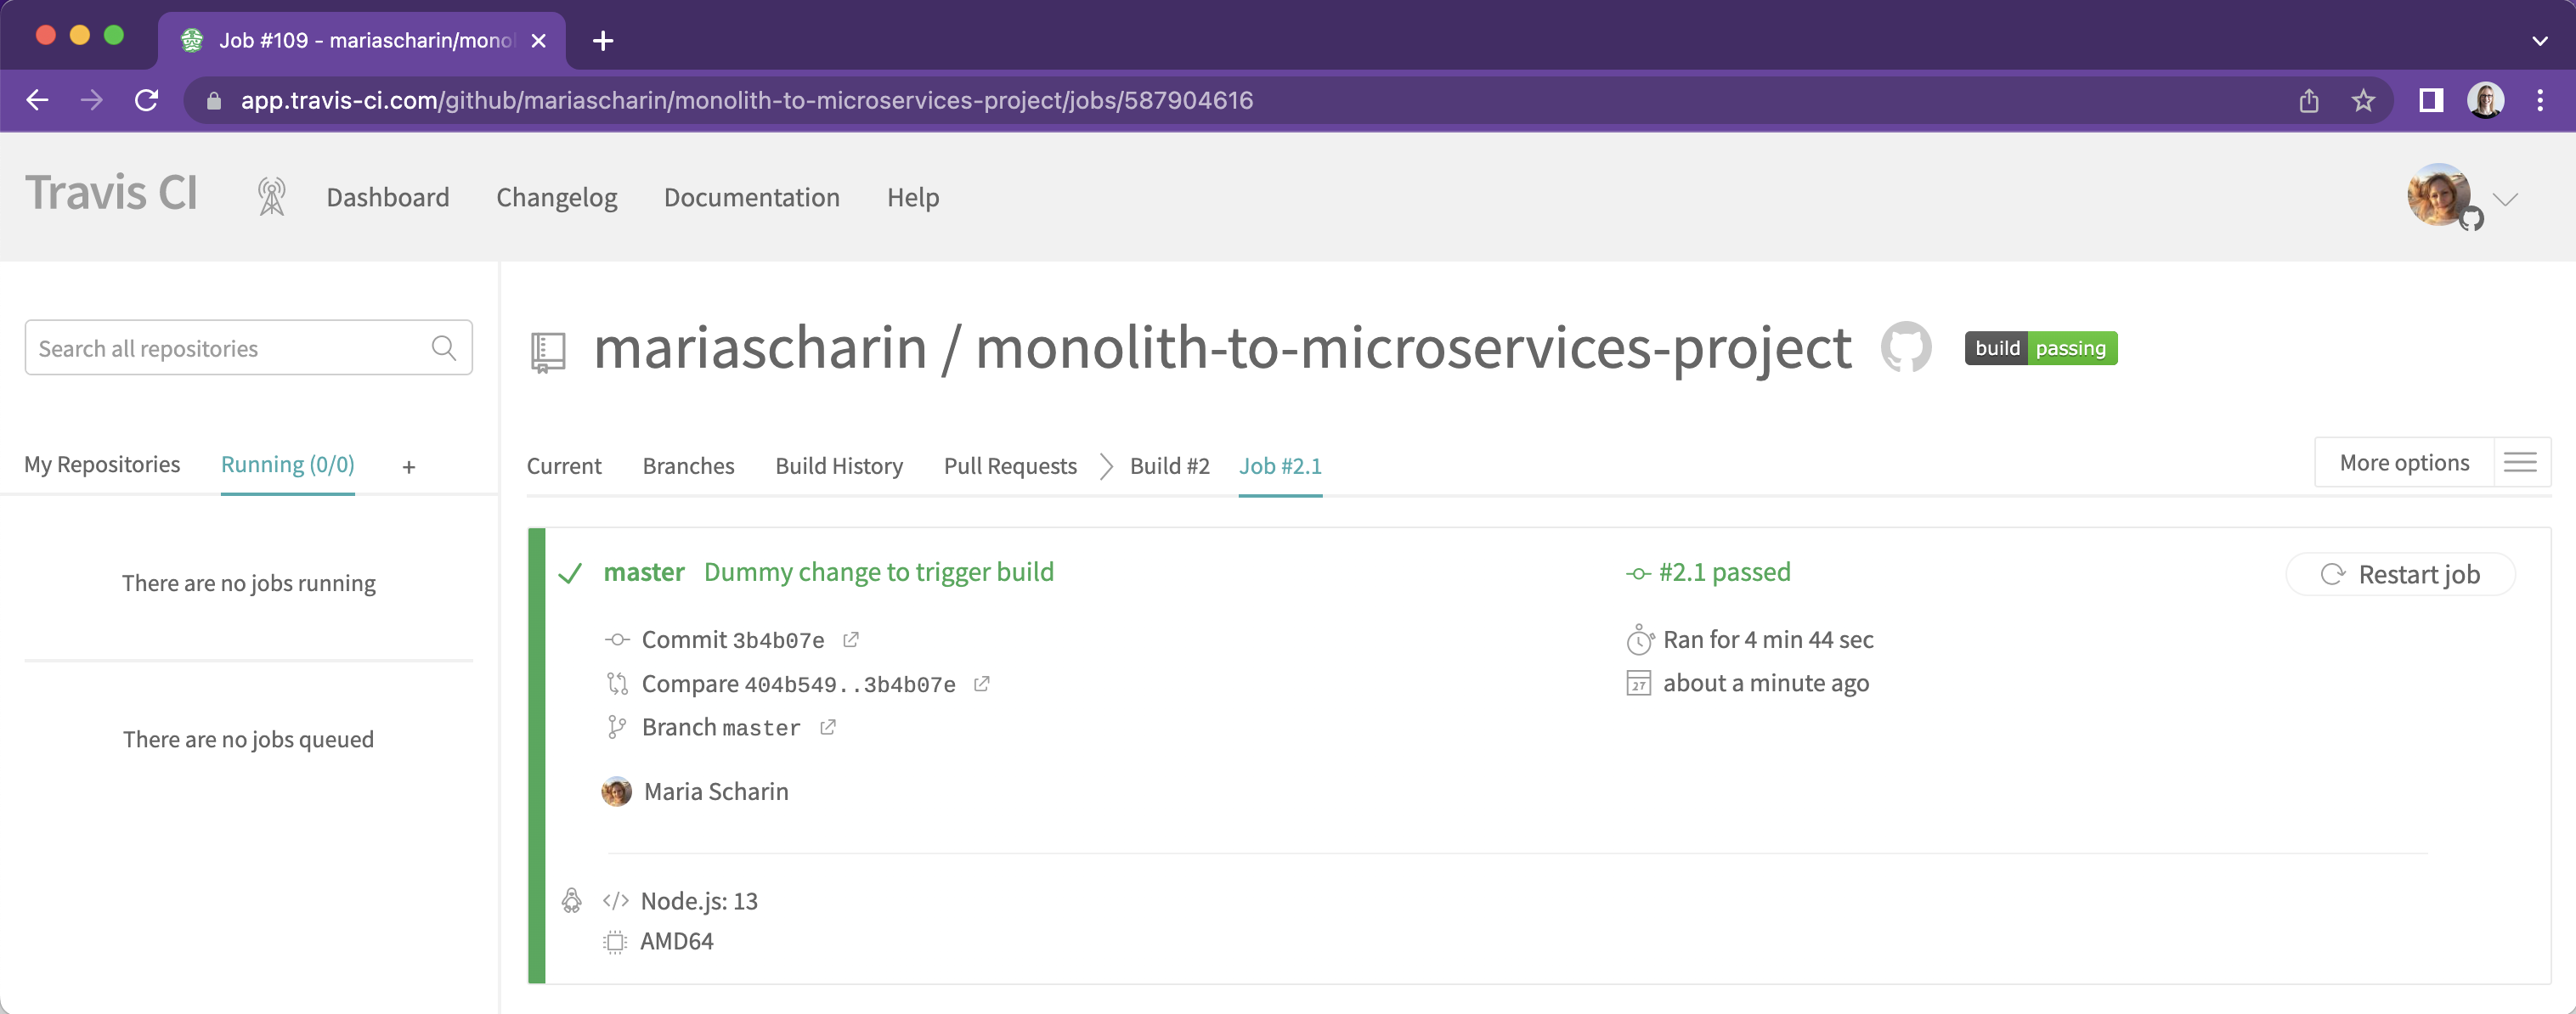 Job #109 - mariascharin/mono
app.travis-ci.com/github/mariascharin/monolith-to-microservices-project/jobs/587904616
Travis CI
Dashboard
Changelog
Documentation
Help
Search all repositories
mariascharin / monolith-to-microservices-project
build passing
My Repositories
Running (0/0)
+
Current
Branches
Build History
Pull Requests
Build #2
Job #2.1
More options
There are no jobs running
There are no jobs queued
master Dummy change to trigger build
#2.1 passed
Restart job
Commit 3b4b07e
Ran for 4 min 44 sec
Compare 404b549..3b4b07e
27
about a minute ago
Branch master
Maria Scharin
</> Node.js: 13
AMD64